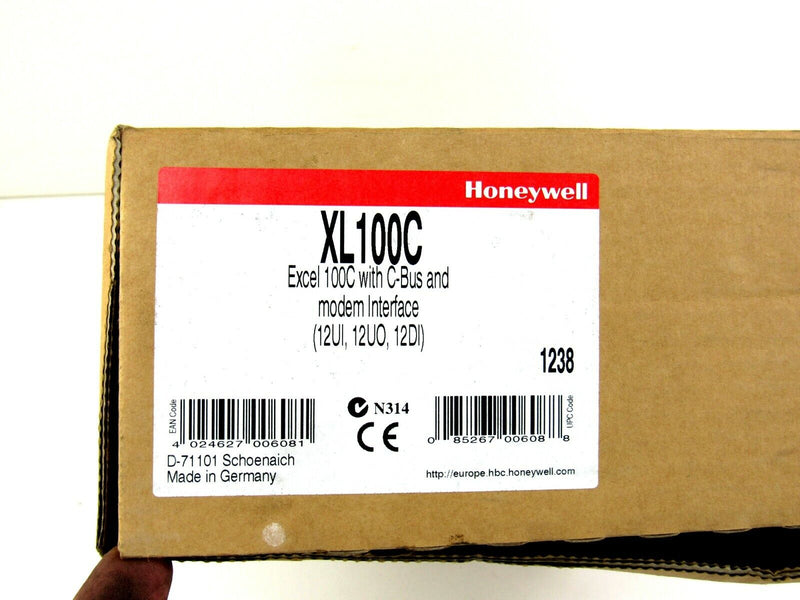 Honeywell
XL100C
Excel 100C with C-Bus and
modem Interface
(12UI, 12UO, 12DI)
1238
EAN Code
4 024627 006081
N314
CE
0 85267 00608 8
UPC Code
D-71101 Schoenaich
Made in Germany
http://europe.hbc.honeywell.com